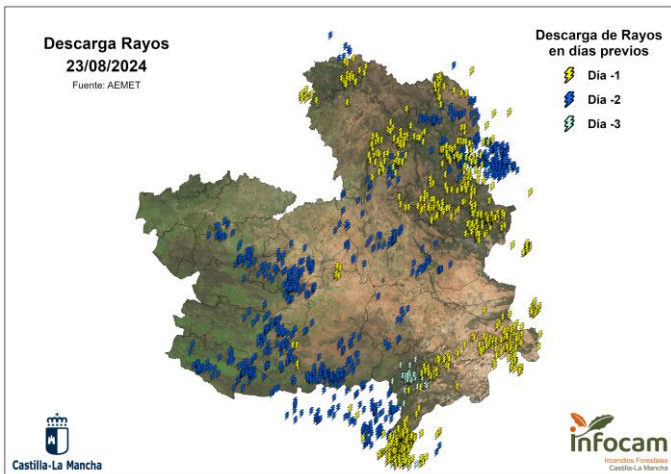 Descarga Rayos
23/08/2024
Fuente: AEMET
Descarga de Rayos
en días previos
Día -1
Día -2
Día -3
Castilla-La Mancha
infocam
Incendios Forestales
Castilla-La Mancha